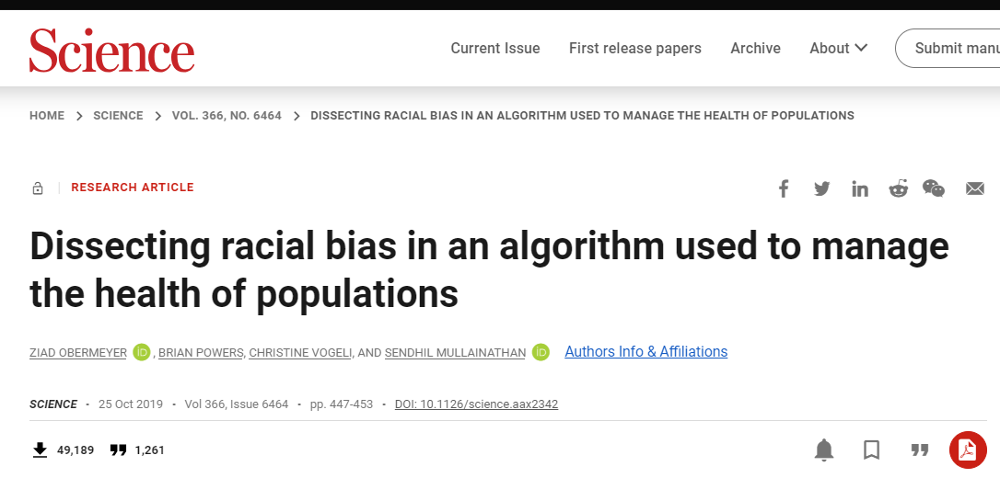 Science
Current Issue First release papers Archive About Submit manu
HOME SCIENCE VOL. 366, NO. 6464 DISSECTING RACIAL BIAS IN AN ALGORITHM USED TO MANAGE THE HEALTH OF POPULATIONS
RESEARCH ARTICLE
Dissecting racial bias in an algorithm used to manage
the health of populations
ZIAD OBERMEYER iD , BRIAN POWERS, CHRISTINE VOGELI, AND SENDHIL MULLAINATHAN iD Authors Info & Affiliations
SCIENCE • 25 Oct 2019 • Vol 366, Issue 6464 • pp. 447-453 • DOI: 10.1126/science.aax2342
49,189 1,261